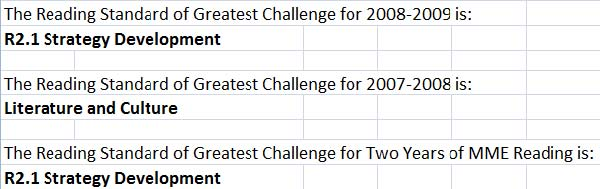 The Reading Standard of Greatest Challenge for 2008-2009 is:
R2.1 Strategy Development
The Reading Standard of Greatest Challenge for 2007-2008 is:
Literature and Culture
The Reading Standard of Greatest Challenge for Two Years of MME Reading is:
R2.1 Strategy Development